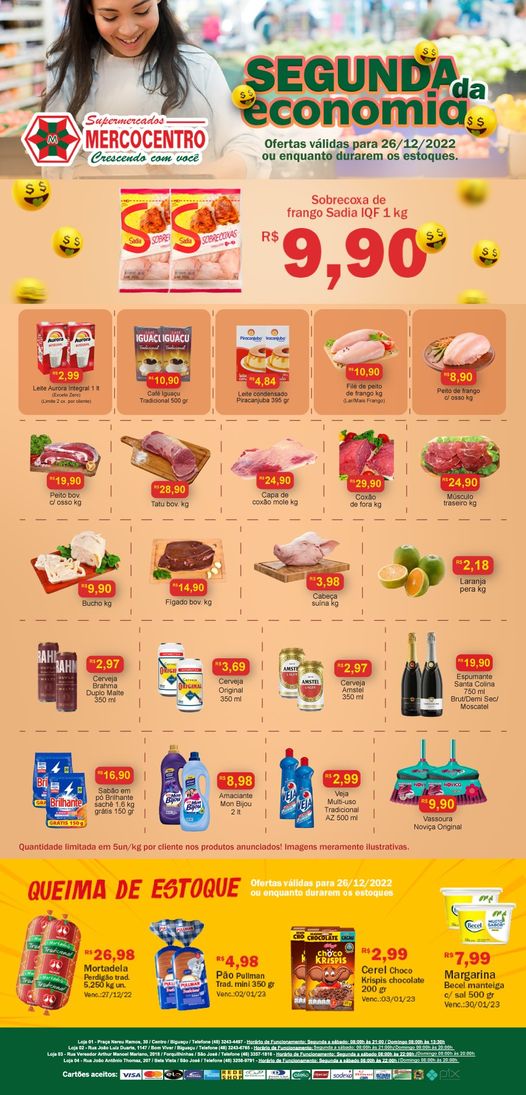 Supermercados
MERCOCENTRO
Crescendo com você
SEGUNDA da
economia
Ofertas válidas para 26/12/2022
ou enquanto durarem os estoques.
Sobrecoxa de
frango Sadia IQF 1 kg
R$ 9,90
R$ 2,99
Leite Aurora integral 1 lt
(Exceto Zero)
(Limite 2 cx. por cliente)
R$ 10,90
Café Iguaçu
Tradicional 500 gr
R$ 4,84
Leite condensado
Piracanjuba 395 gr
R$ 10,90
Filé de peito
de frango kg
(Lar/Mais Frango)
R$ 8,90
Peito de frango
c/ osso kg
R$ 19,90
Peito bov.
c/ osso kg
R$ 28,90
Tatu bov. kg
R$ 24,90
Capa de
coxão mole kg
R$ 29,90
Coxão
de fora kg
R$ 24,90
Músculo
traseiro kg
R$ 9,90
Bucho kg
R$ 14,90
Fígado bov. kg
R$ 3,98
Cabeça
suína kg
R$ 2,18
Laranja
pera kg
R$ 2,97
Cerveja
Brahma
Duplo Malte
350 ml
R$ 3,69
Cerveja
Original
350 ml
R$ 2,97
Cerveja
Amstel
350 ml
R$ 19,90
Espumante
Santa Colina
750 ml
Brut/Demi Sec/
Moscatel
R$ 16,90
Sabão em
pó Brilhante
sachê 1,6 kg
grátis 150 gr
R$ 8,98
Amaciante
Mon Bijou
2 lt
R$ 2,99
Veja
Multi-uso
Tradicional
AZ 500 ml
R$ 9,90
Vassoura
Noviça Original
Quantidade limitada em 5un/kg por cliente nos produtos anunciados! Imagens meramente ilustrativas.
QUEIMA DE ESTOQUE
Ofertas válidas para 26/12/2022
ou enquanto durarem os estoques
R$ 26,98
Mortadela
Perdigão trad.
5,250 kg un.
Venc.:27/12/22
R$ 4,98
Pão Pullman
Trad. mini 350 gr
Venc.:02/01/23
R$ 2,99
Cerel Choco
Krispis chocolate
200 gr
Venc.:03/01/23
R$ 7,99
Margarina
Becel manteiga
c/ sal 500 gr
Venc.:30/01/23
Loja 01 - Praça Nereu Ramos, 30 / Centro / Biguaçu / Telefone (48) 3243-4487 - Horário de Funcionamento: Segunda a sábado: 08:00h às 21:00 / Domingo 08:00h às 13:30h
Loja 02 - Rua João Luiz Duarte, 1147 / Bom Viver / Biguaçu / Telefone (48) 3243-6765 - Horário de Funcionamento: Segunda a sábado: 08:00h às 21:00h /Domingo 08:00h às 20:00h
Loja 03 - Rua Vereador Arthur Manoel Mariano, 2018 / Forquilhinhas / São José / Telefone (48) 3357-1816 - Horário de Funcionamento: Segunda a sábado 08:00h às 22:00h /Domingo 08:00h às 20:00h
Loja 04 - Rua João Antônio Thomaz, 207 / Bela Vista / São José / Telefone (48) 3258-9791 - Horário de Funcionamento: Segunda a sábado 08:00h às 22:00h /Domingo 08:00h às 20:00h
Cartões aceitos:
VISA
pix